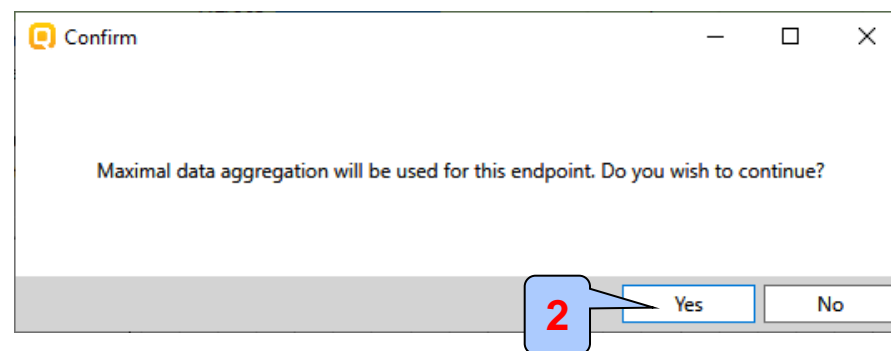 Confirm
Maximal data aggregation will be used for this endpoint. Do you wish to continue?
2
Yes
No